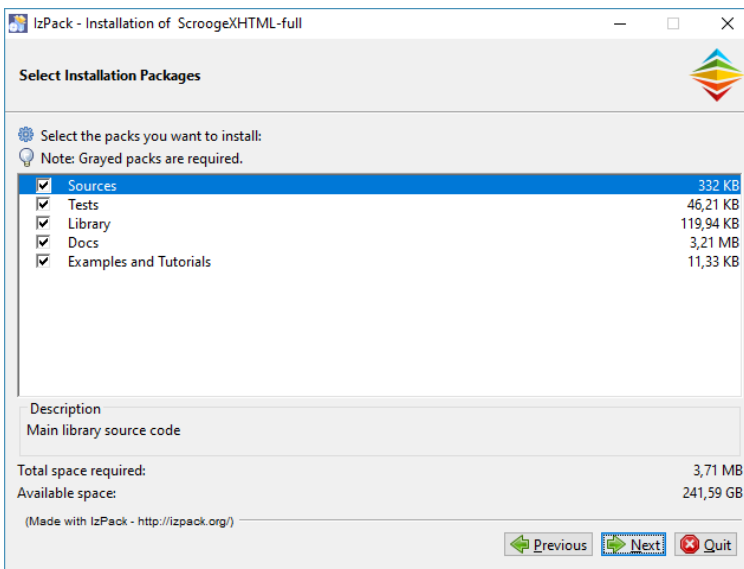 IzPack - Installation of ScroogeXHTML-full
Select Installation Packages
Select the packs you want to install:
Note: Grayed packs are required.
Sources 332 KB
Tests 46,21 KB
Library 119,94 KB
Docs 3,21 MB
Examples and Tutorials 11,33 KB
Description
Main library source code
Total space required: 3,71 MB
Available space: 241,59 GB
(Made with IzPack - http://izpack.org/)
Previous Next Quit